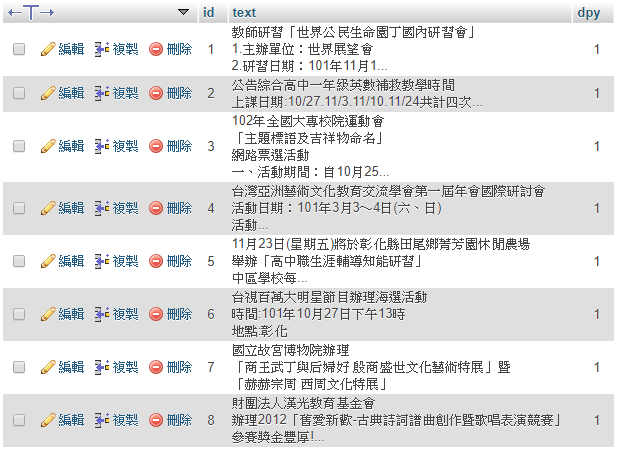 id text dpy
編輯 複製 刪除 1 教師研習「世界公民生命園丁國內研習會」 1
1.主辦單位：世界展望會
2.研習日期：101年11月1...
編輯 複製 刪除 2 公告綜合高中一年級英數補救教學時間 1
上課日期:10/27.11/3.11/10.11/24共計四次...
編輯 複製 刪除 3 102年全國大專校院運動會 1
「主題標語及吉祥物命名」
網路票選活動
一、活動期間：自10月25...
編輯 複製 刪除 4 台灣亞洲藝術文化教育交流學會第一屆年會國際研討會 1
活動日期：101年3月3～4日(六、日)
活動...
編輯 複製 刪除 5 11月23日(星期五)將於彰化縣田尾鄉菁芳園休閒農場 1
舉辦「高中職生涯輔導知能研習」
中區學校每...
編輯 複製 刪除 6 台視百萬大明星節目辦理海選活動 1
時間:101年10月27日下午13時
地點:彰化
編輯 複製 刪除 7 國立故宮博物院辦理 1
「商王武丁與后婦好 殷商盛世文化藝術特展」暨
「赫赫宗周 西周文化特展」
編輯 複製 刪除 8 財團法人漢光教育基金會 1
辦理2012「舊愛新歡-古典詩詞譜曲創作暨歌唱表演競賽」
參賽獎金豐厚!...